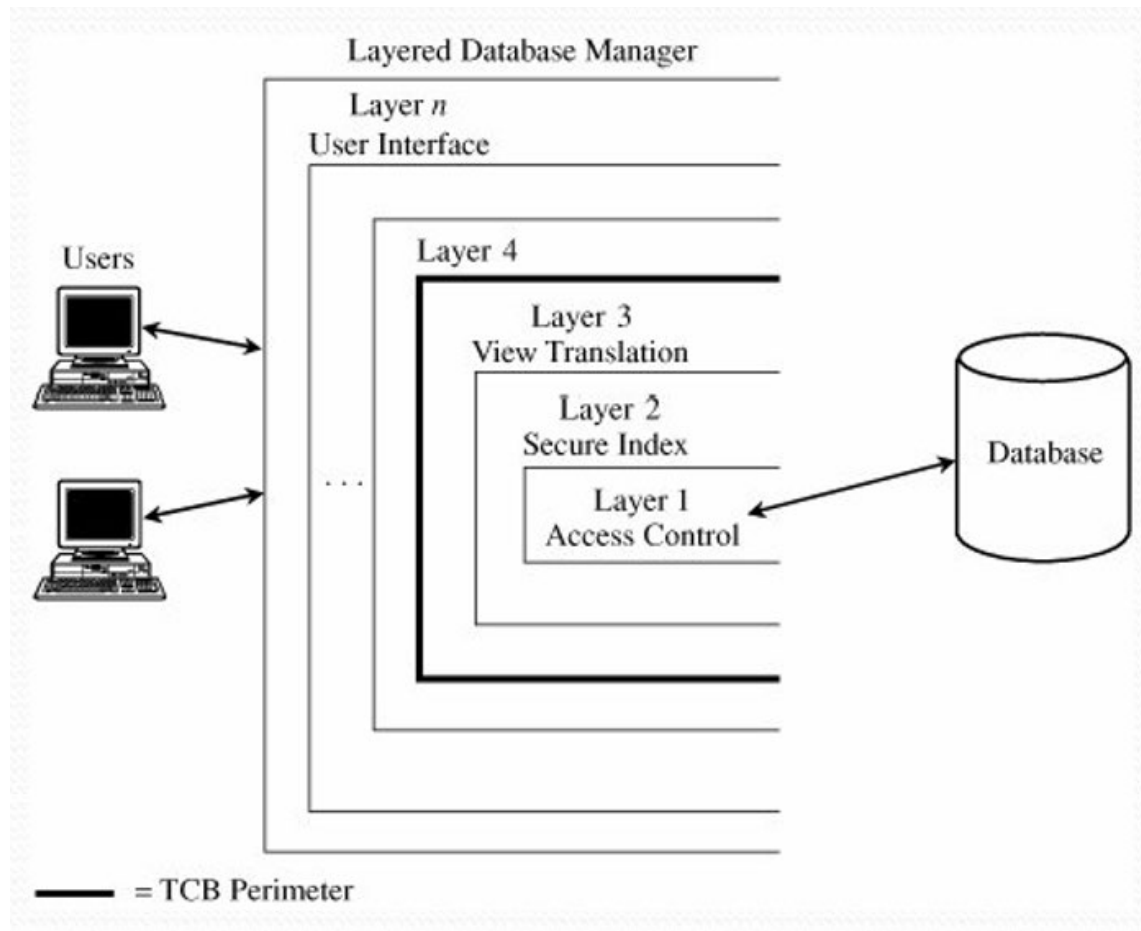 Layered Database Manager
Layer n
User Interface
Users
Layer 4
Layer 3
View Translation
Layer 2
Secure Index
Layer 1
Access Control
Database
. . .
= TCB Perimeter